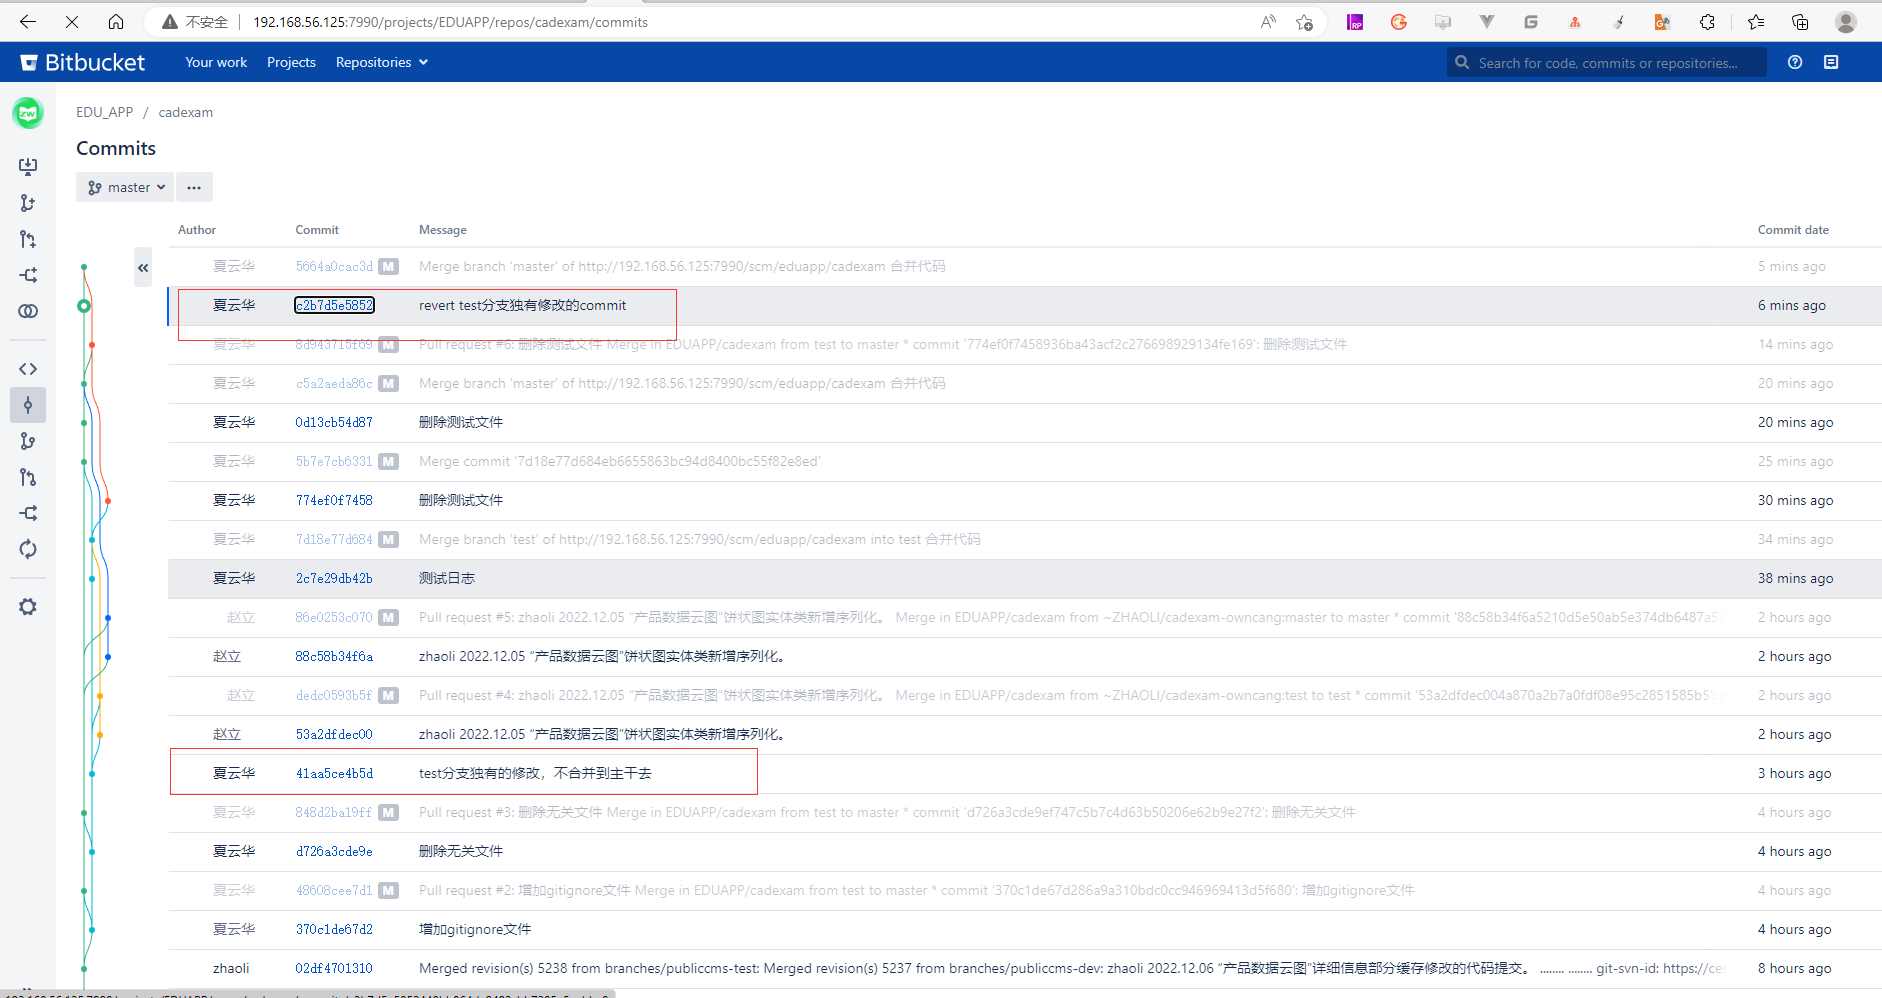 不安全 192.168.56.125:7990/projects/EDUAPP/repos/cadexam/commits
Bitbucket Your work Projects Repositories Search for code, commits or repositories...
EDU_APP / cadexam
Commits
master ...
Author Commit Message Commit date
夏云华 5664a0cac3d M Merge branch 'master' of http://192.168.56.125:7990/scm/eduapp/cadexam 合并代码 5 mins ago
夏云华 c2b7d5e5852 revert test分支独有修改的commit 6 mins ago
夏云华 8d943715f69 M Pull request #6: 删除测试文件 Merge in EDUAPP/cadexam from test to master * commit '774ef0f7458936ba43acf2c276698929134fe169': 删除测试文件 14 mins ago
夏云华 c5a2aeda86c M Merge branch 'master' of http://192.168.56.125:7990/scm/eduapp/cadexam 合并代码 20 mins ago
夏云华 0d13cb54d87 删除测试文件 20 mins ago
夏云华 5b7e7cb6331 M Merge commit '7d18e77d684eb6655863bc94d8400bc55f82e8ed' 25 mins ago
夏云华 774ef0f7458 删除测试文件 30 mins ago
夏云华 7d18e77d684 M Merge branch 'test' of http://192.168.56.125:7990/scm/eduapp/cadexam into test 合并代码 34 mins ago
夏云华 2c7e29db42b 测试日志 38 mins ago
赵立 86e0253c070 M Pull request #5: zhaoli 2022.12.05 “产品数据云图”饼状图实体类新增序列化。 Merge in EDUAPP/cadexam from ~ZHAOLI/cadexam-owncang:master to master * commit '88c58b34f6a5210d5e50ab5e374db6487a57 2 hours ago
赵立 88c58b34f6a zhaoli 2022.12.05 “产品数据云图”饼状图实体类新增序列化。 2 hours ago
赵立 dedc0593b5f M Pull request #4: zhaoli 2022.12.05 “产品数据云图”饼状图实体类新增序列化。 Merge in EDUAPP/cadexam from ~ZHAOLI/cadexam-owncang:test to test * commit '53a2dfdec004a870a2b7a0fdf08e95c2851585b5': 2 hours ago
赵立 53a2dfdec00 zhaoli 2022.12.05 “产品数据云图”饼状图实体类新增序列化。 2 hours ago
夏云华 41aa5ce4b5d test分支独有的修改，不合并到主干去 3 hours ago
夏云华 848d2ba19ff M Pull request #3: 删除无关文件 Merge in EDUAPP/cadexam from test to master * commit 'd726a3cde9ef747c5b7c4d63b50206e62b9e27f2': 删除无关文件 4 hours ago
夏云华 d726a3cde9e 删除无关文件 4 hours ago
夏云华 48608cee7d1 M Pull request #2: 增加gitignore文件 Merge in EDUAPP/cadexam from test to master * commit '370c1de67d286a9a310bdc0cc946969413d5f680': 增加gitignore文件 4 hours ago
夏云华 370c1de67d2 增加gitignore文件 4 hours ago
zhaoli 02df4701310 Merged revision(s) 5238 from branches/publiccms-test: Merged revision(s) 5237 from branches/publiccms-dev: zhaoli 2022.12.06 “产品数据云图”详细信息部分缓存修改的代码提交。 ........ ........ git-svn-id: https://ces 8 hours ago